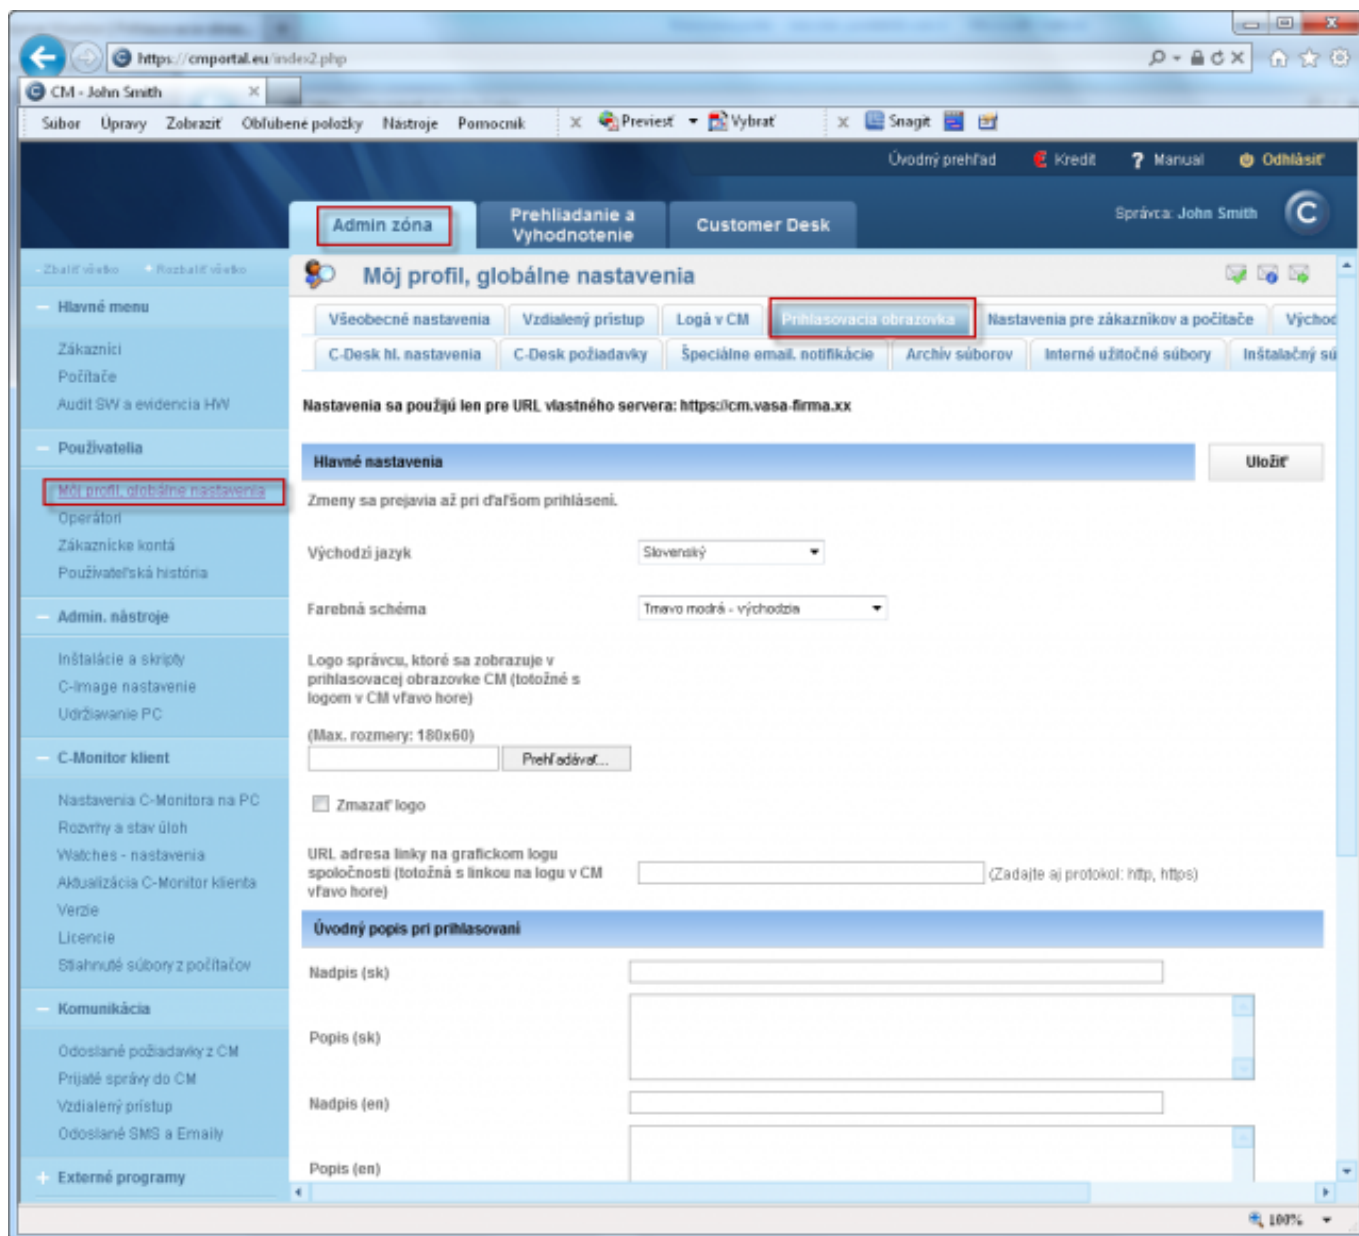 https://cmportal.eu/index2.php
CM - John Smith
Súbor Úpravy Zobraziť Obľúbené položky Nástroje Pomocník
Previesť Vybrať
Snagit
Úvodný prehľad Kredit ? Manual Odhlásiť
Správca: John Smith
Admin zóna
Prehliadanie a
Vyhodnotenie
Customer Desk
- Zbaliť všetko + Rozbaliť všetko
Môj profil, globálne nastavenia
Hlavné menu
Zákazníci
Počítače
Audit SW a evidencia HW
Používatelia
Môj profil, globálne nastavenia
Operátori
Zákaznícke kontá
Používateľská história
Admin. nástroje
Inštalácie a skripty
C-Image nastavenie
Udržiavanie PC
C-Monitor klient
Nastavenia C-Monitora na PC
Rozvrhy a stav úloh
Watches - nastavenia
Aktualizácia C-Monitor klienta
Verzie
Licencie
Stiahnuté súbory z počítačov
Komunikácia
Odoslané požiadavky z CM
Prijaté správy do CM
Vzdialený prístup
Odoslané SMS a Emaily
Externé programy
Všeobecné nastavenia Vzdialený prístup Logá v CM Prihlasovacia obrazovka Nastavenia pre zákazníkov a počítače Východ
C-Desk hl. nastavenia C-Desk požiadavky Špeciálne email. notifikácie Archív súborov Interné užitočné súbory Inštalačný sú
Nastavenia sa použijú len pre URL vlastného servera: https://cm.vasa-firma.xx
Hlavné nastavenia
Uložiť
Zmeny sa prejavia až pri ďaľšom prihlásení.
Východzí jazyk Slovenský
Farebná schéma Tmavo modrá - východzia
Logo správcu, ktoré sa zobrazuje v
prihlasovacej obrazovke CM (totožné s
logom v CM vľavo hore)
(Max. rozmery: 180x60)
Prehľadávať...
Zmazať logo
URL adresa linky na grafickom logu
spoločnosti (totožná s linkou na logu v CM
vľavo hore)
(Zadajte aj protokol: http, https)
Úvodný popis pri prihlasovaní
Nadpis (sk)
Popis (sk)
Nadpis (en)
Popis (en)
100%